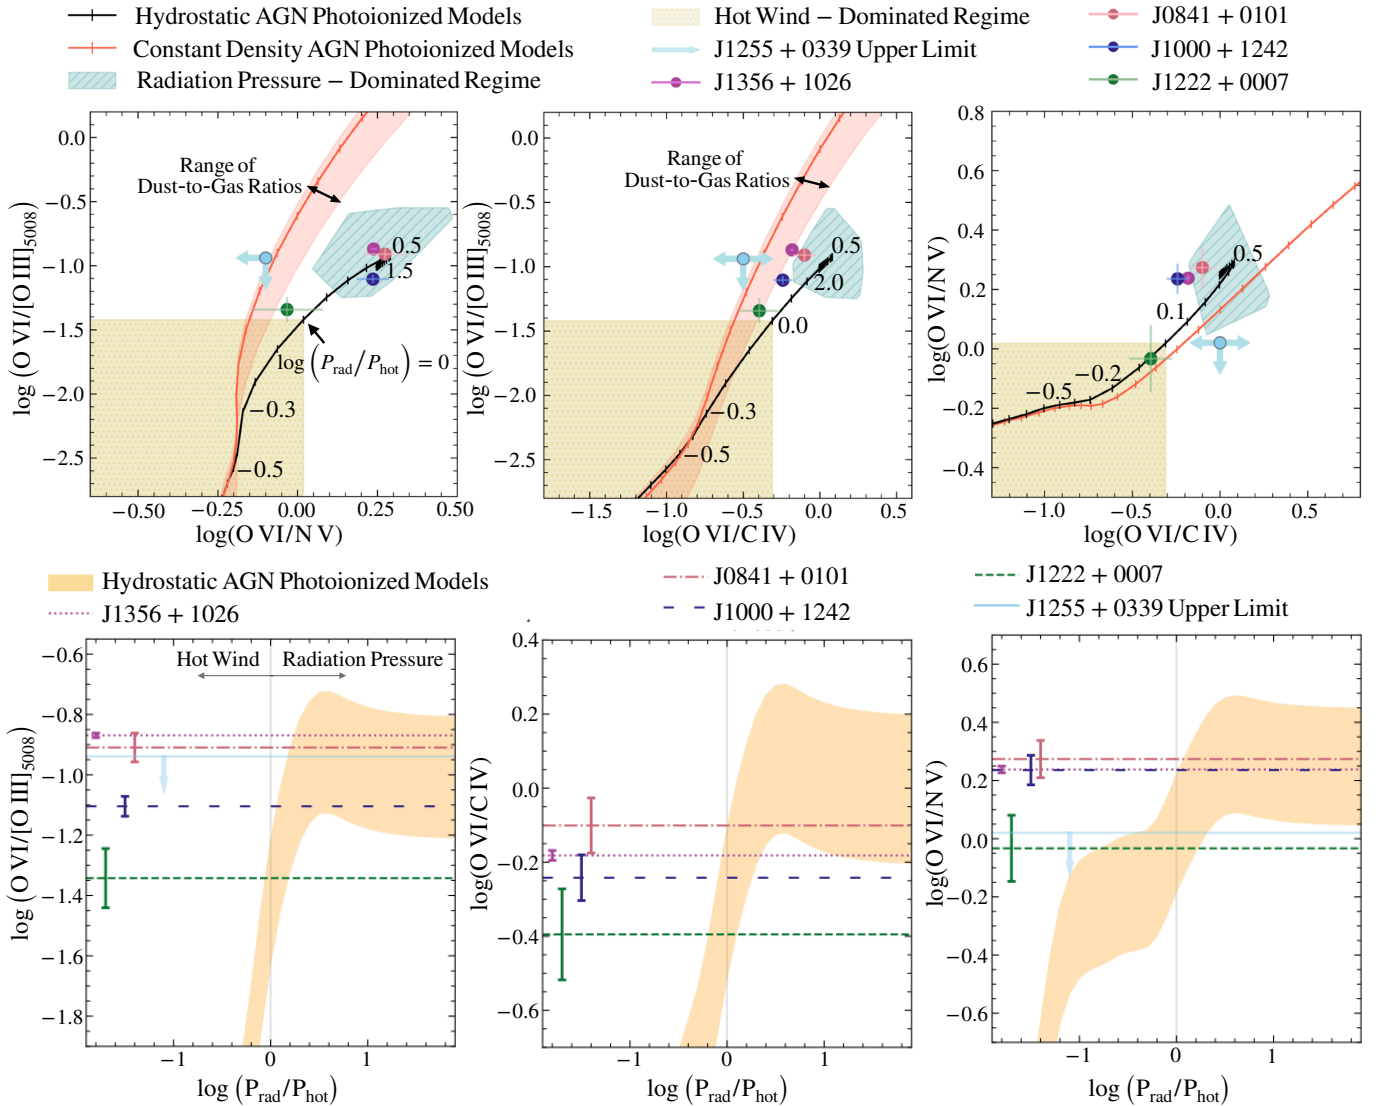 Hydrostatic AGN Photoionized Models
Constant Density AGN Photoionized Models
Radiation Pressure − Dominated Regime
Hot Wind − Dominated Regime
J1255 + 0339 Upper Limit
J1356 + 1026
J0841 + 0101
J1000 + 1242
J1222 + 0007
log (O VI/[O III]5008)
0.0
−0.5
−1.0
−1.5
−2.0
−2.5
Range of
Dust-to-Gas Ratios
0.5
1.5
log (Prad/Phot) = 0
−0.3
−0.5
−0.50 −0.25 0.00 0.25 0.50
log(O VI/N V)
log (O VI/[O III]5008)
0.0
−0.5
−1.0
−1.5
−2.0
−2.5
Range of
Dust-to-Gas Ratios
0.5
2.0
0.0
−0.3
−0.5
−1.5 −1.0 −0.5 0.0 0.5
log(O VI/C IV)
log(O VI/N V)
0.8
0.6
0.4
0.2
0.0
−0.2
−0.4
0.5
0.1
−0.2
−0.5
−1.0 −0.5 0.0 0.5
log(O VI/C IV)
Hydrostatic AGN Photoionized Models
J1356 + 1026
J0841 + 0101
J1000 + 1242
J1222 + 0007
J1255 + 0339 Upper Limit
log (O VI/[O III]5008)
−0.6
−0.8
−1.0
−1.2
−1.4
−1.6
−1.8
Hot Wind
Radiation Pressure
−1 0 1
log (Prad/Phot)
log(O VI/C IV)
0.4
0.2
0.0
−0.2
−0.4
−0.6
−1 0 1
log (Prad/Phot)
log(O VI/N V)
0.6
0.4
0.2
0.0
−0.2
−0.4
−0.6
−1 0 1
log (Prad/Phot)